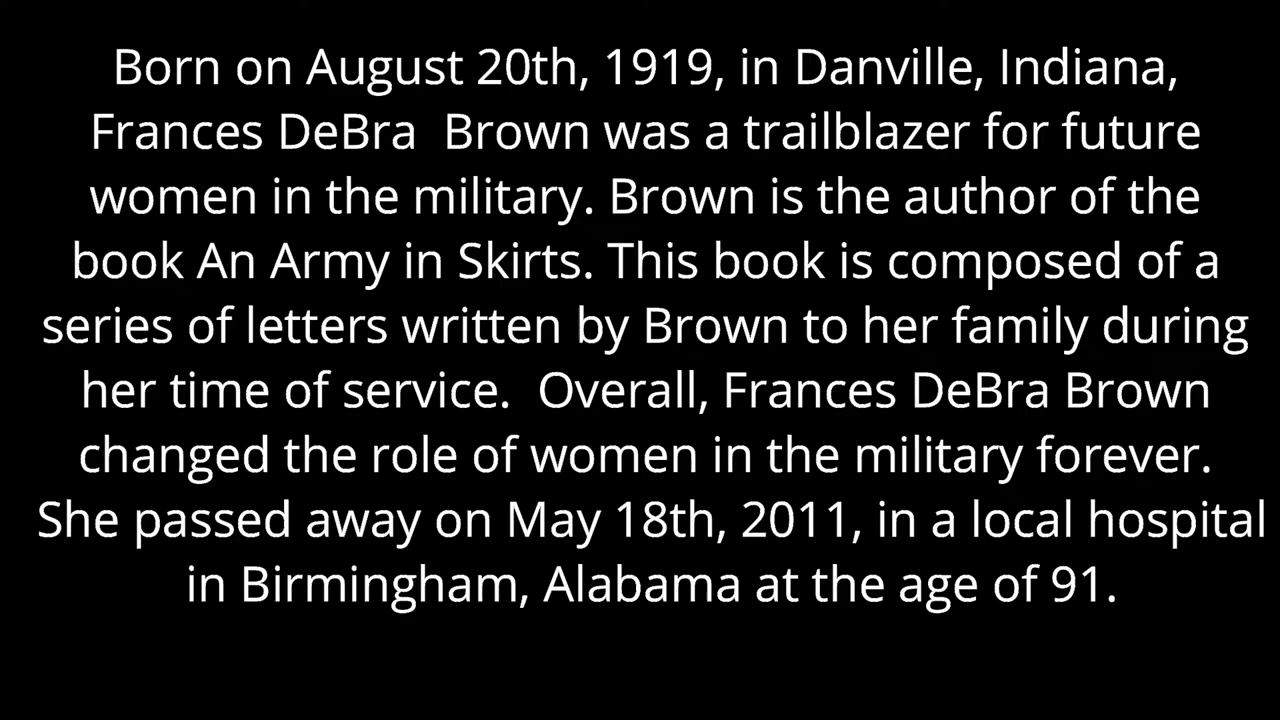 Born on August 20th, 1919, in Danville, Indiana,
Frances DeBra  Brown was a trailblazer for future
women in the military. Brown is the author of the
book An Army in Skirts. This book is composed of a
series of letters written by Brown to her family during
her time of service.  Overall, Frances DeBra Brown
changed the role of women in the military forever.
She passed away on May 18th, 2011, in a local hospital
in Birmingham, Alabama at the age of 91.